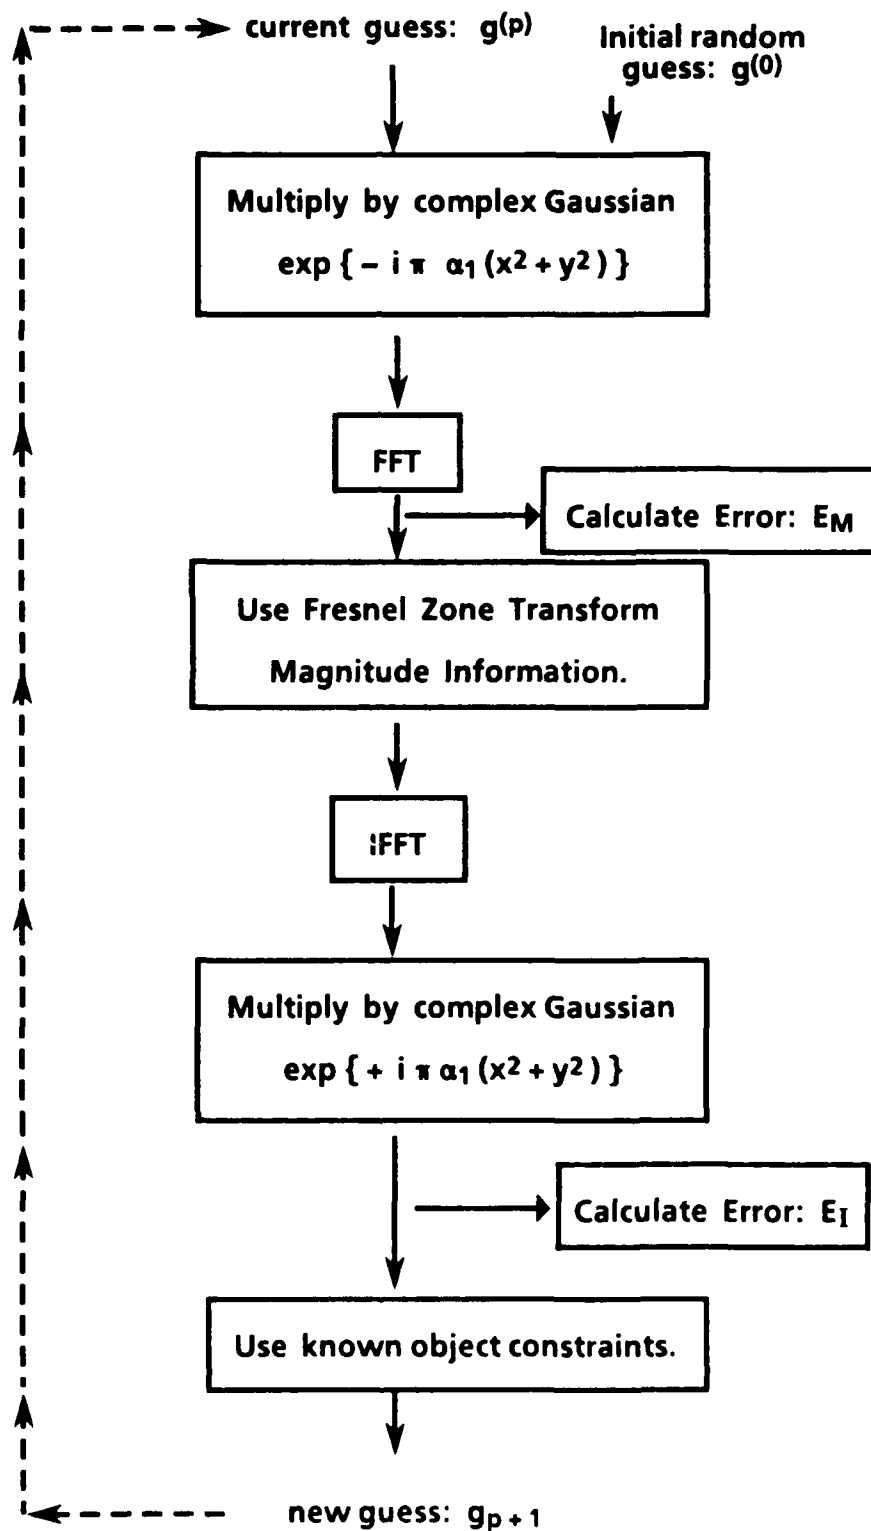 current guess: g(p)
Initial random
guess: g(0)
Multiply by complex Gaussian
exp { - i π α1 (x2 + y2 ) }
FFT
Calculate Error: EM
Use Fresnel Zone Transform
Magnitude Information.
IFFT
Multiply by complex Gaussian
exp { + i π α1 (x2 + y2 ) }
Calculate Error: EI
Use known object constraints.
new guess: gp + 1